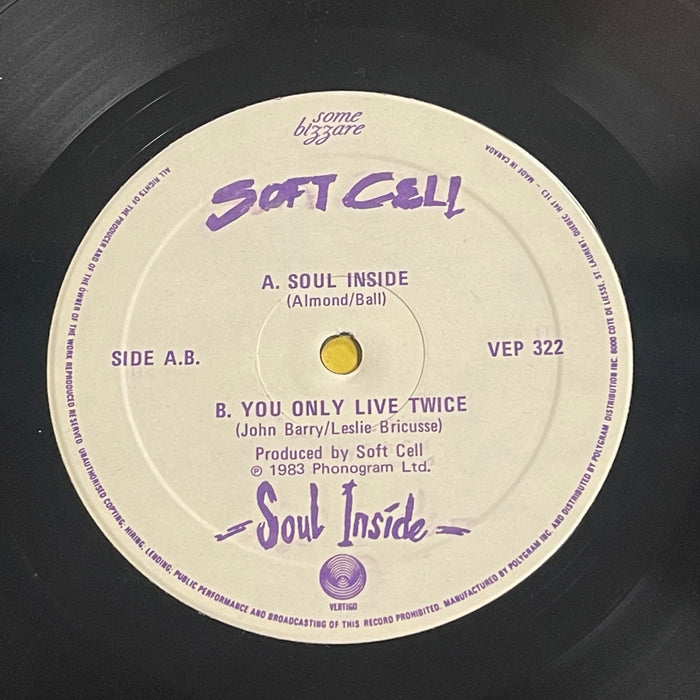 some
bizzare
SOFT CELL
A. SOUL INSIDE
(Almond/Ball)
SIDE A.B.
VEP 322
B. YOU ONLY LIVE TWICE
(John Barry/Leslie Bricusse)
Produced by Soft Cell
℗ 1983 Phonogram Ltd.
Soul Inside
VERTIGO
ALL RIGHTS OF THE PRODUCER AND OF THE OWNER OF THE WORK REPRODUCED RESERVED. UNAUTHORISED COPYING, HIRING, LENDING, PUBLIC PERFORMANCE AND BROADCASTING OF THIS RECORD PROHIBITED. MANUFACTURED BY POLYGRAM INC. AND DISTRIBUTED BY POLYGRAM DISTRIBUTION INC. 6000 COTE DE LIESSE, ST. LAURENT, QUEBEC H4T 1E3 – MADE IN CANADA